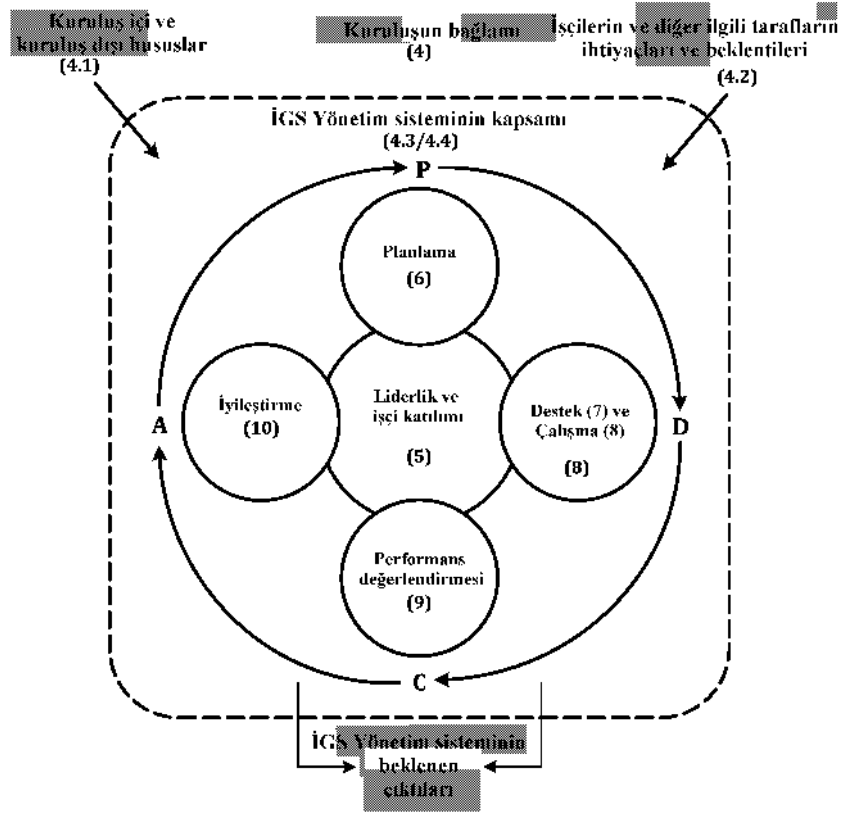 Kuruluş içi ve
kuruluş dışı hususlar
(4.1)
Kuruluşun bağlamı
(4)
İşçilerin ve diğer ilgili tarafların
ihtiyaçları ve beklentileri
(4.2)
İGS Yönetim sisteminin kapsamı
(4.3/4.4)
P
Planlama
(6)
A
İyileştirme
(10)
Liderlik ve
işçi katılımı
(5)
Destek (7) ve
Çalışma (8)
(8)
D
Performans
değerlendirmesi
(9)
C
İGS Yönetim sisteminin
beklenen
çıktıları